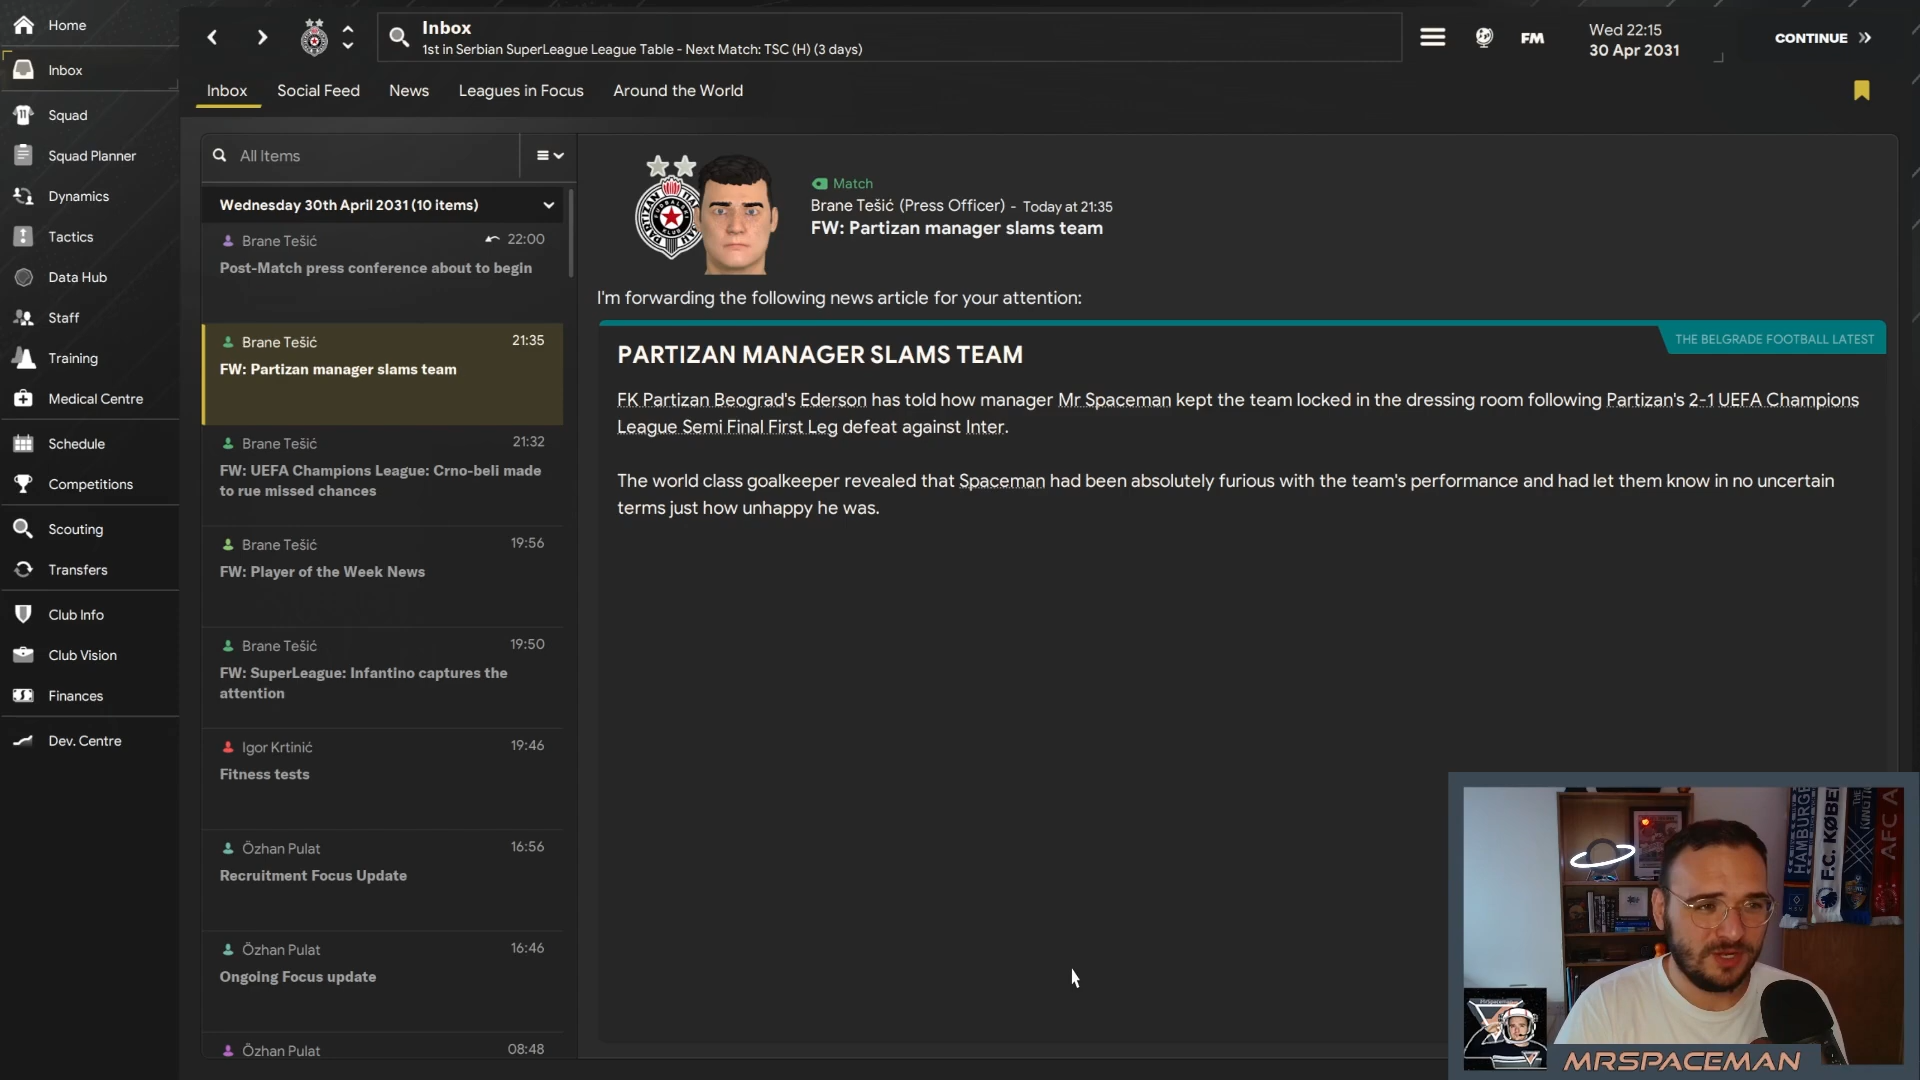 Home
Inbox
Squad
Squad Planner
Dynamics
Tactics
Data Hub
Staff
Training
Medical Centre
Schedule
Competitions
Scouting
Transfers
Club Info
Club Vision
Finances
Dev. Centre
Inbox
1st in Serbian SuperLeague League Table - Next Match: TSC (H) (3 days)
FM
Wed 22:15
30 Apr 2031
CONTINUE
Inbox Social Feed News Leagues in Focus Around the World
All Items
Wednesday 30th April 2031 (10 items)
Brane Tešić 22:00
Post-Match press conference about to begin
Brane Tešić 21:35
FW: Partizan manager slams team
Brane Tešić 21:32
FW: UEFA Champions League: Crno-beli made
to rue missed chances
Brane Tešić 19:56
FW: Player of the Week News
Brane Tešić 19:50
FW: SuperLeague: Infantino captures the
attention
Igor Krtinić 19:46
Fitness tests
Özhan Pulat 16:56
Recruitment Focus Update
Özhan Pulat 16:46
Ongoing Focus update
Özhan Pulat 08:48
Match
Brane Tešić (Press Officer) - Today at 21:35
FW: Partizan manager slams team
I'm forwarding the following news article for your attention:
THE BELGRADE FOOTBALL LATEST
PARTIZAN MANAGER SLAMS TEAM
FK Partizan Beograd's Ederson has told how manager Mr Spaceman kept the team locked in the dressing room following Partizan's 2-1 UEFA Champions
League Semi Final First Leg defeat against Inter.
The world class goalkeeper revealed that Spaceman had been absolutely furious with the team's performance and had let them know in no uncertain
terms just how unhappy he was.
HAMBURG
F.C. KØBEN
AFC A
MRSPACEMAN